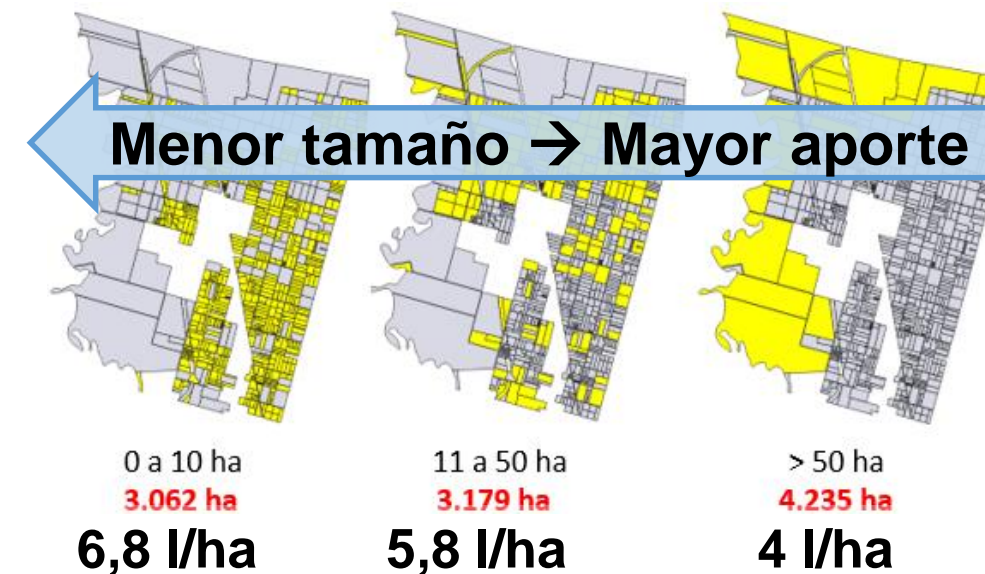 Menor tamaño → Mayor aporte
0 a 10 ha
3.062 ha
6,8 l/ha
11 a 50 ha
3.179 ha
5,8 l/ha
> 50 ha
4.235 ha
4 l/ha